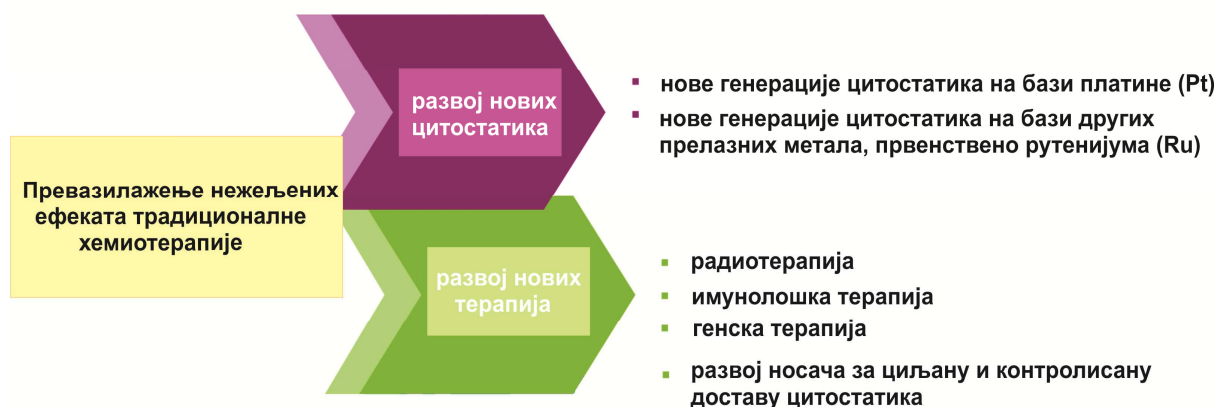 Превазилажење нежељених
ефеката традиционалне
хемиотерапије
развој нових
цитостатика
нове генерације цитостатика на бази платине (Pt)
нове генерације цитостатика на бази других
прелазних метала, првенствено рутенијума (Ru)
развој нових
терапија
радиотерапија
имунолошка терапија
генска терапија
развој носача за циљану и контролисану
доставу цитостатика